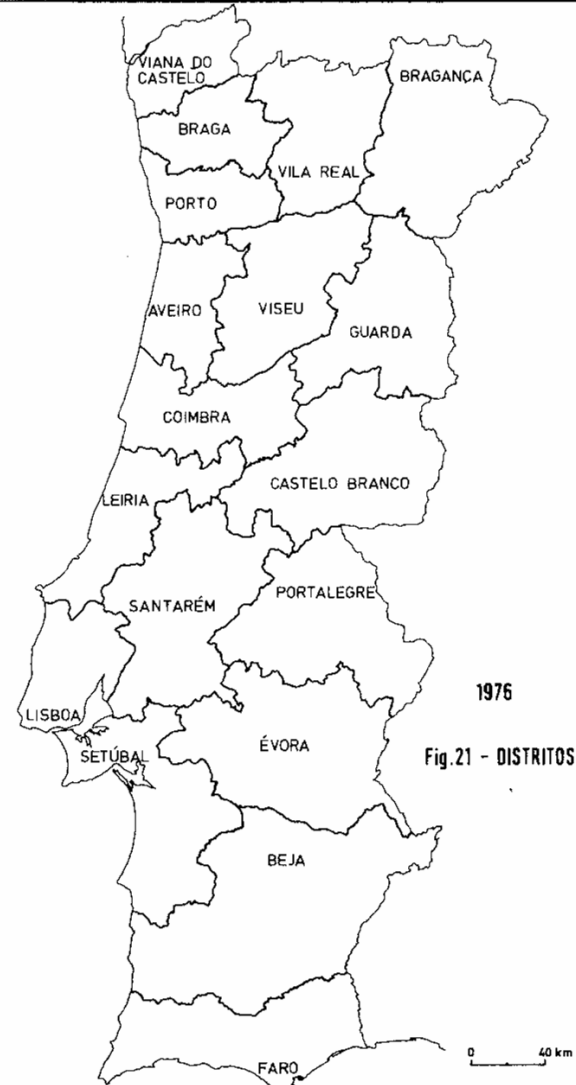 VIANA DO
CASTELO
BRAGANÇA
BRAGA
VILA REAL
PORTO
AVEIRO
VISEU
GUARDA
COIMBRA
CASTELO BRANCO
LEIRIA
PORTALEGRE
SANTARÉM
1976
LISBOA
ÉVORA
SETÚBAL
Fig.21 - DISTRITOS
BEJA
0 40 km
FARO